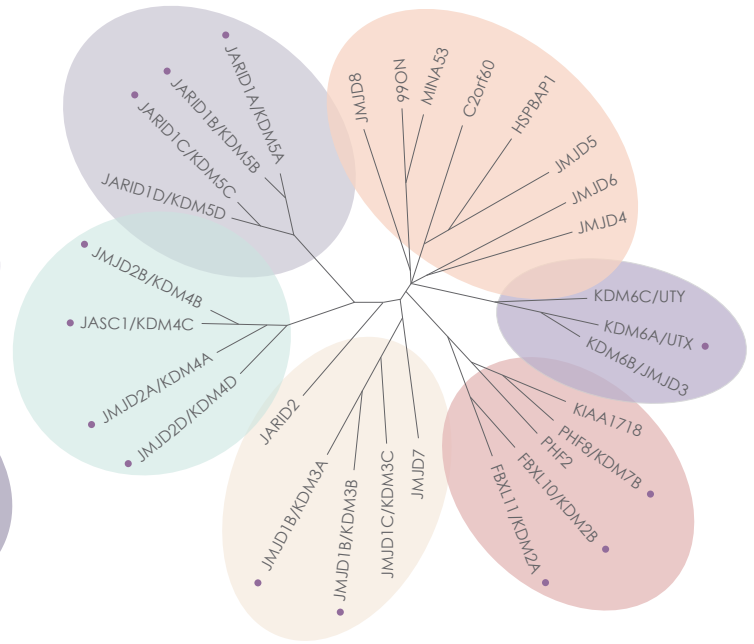 JARID1A/KDM5A
JARID1B/KDM5B
JARID1C/KDM5C
JARID1D/KDM5D
JMJD8
NO66
MINA53
C2orf60
HSPBAP1
JMJD5
JMJD6
JMJD4
KDM6C/UTY
KDM6A/UTX
KDM6B/JMJD3
KIAA1718
PHF8/KDM7B
PHF2
FBXL10/KDM2B
FBXL11/KDM2A
JMJD7
JMJD1C/KDM3C
JMJD1B/KDM3B
JMJD1B/KDM3A
JARID2
JMJD2D/KDM4D
JMJD2A/KDM4A
JASC1/KDM4C
JMJD2B/KDM4B